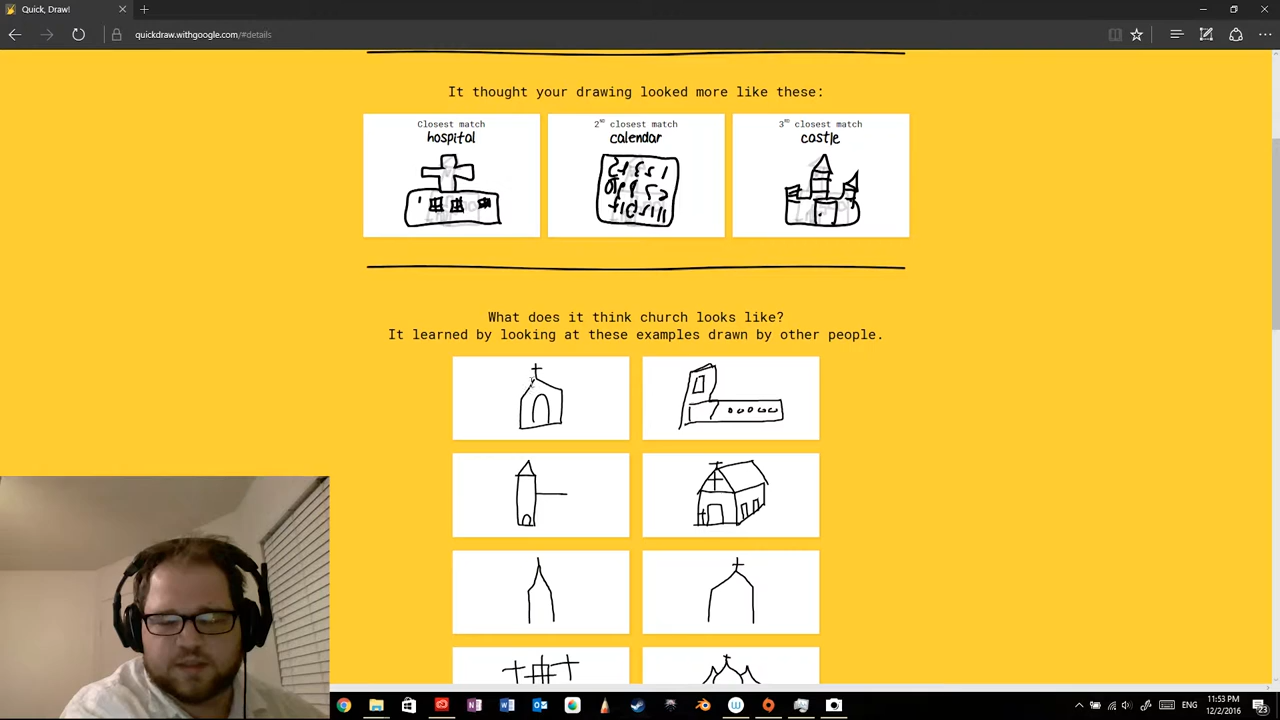 Quick, Draw!
quickdraw.withgoogle.com/#details
It thought your drawing looked more like these:
Closest match
hospital
2ND closest match
calendar
3RD closest match
castle
What does it think church looks like?
It learned by looking at these examples drawn by other people.
ENG
11:53 PM
12/2/2016
23